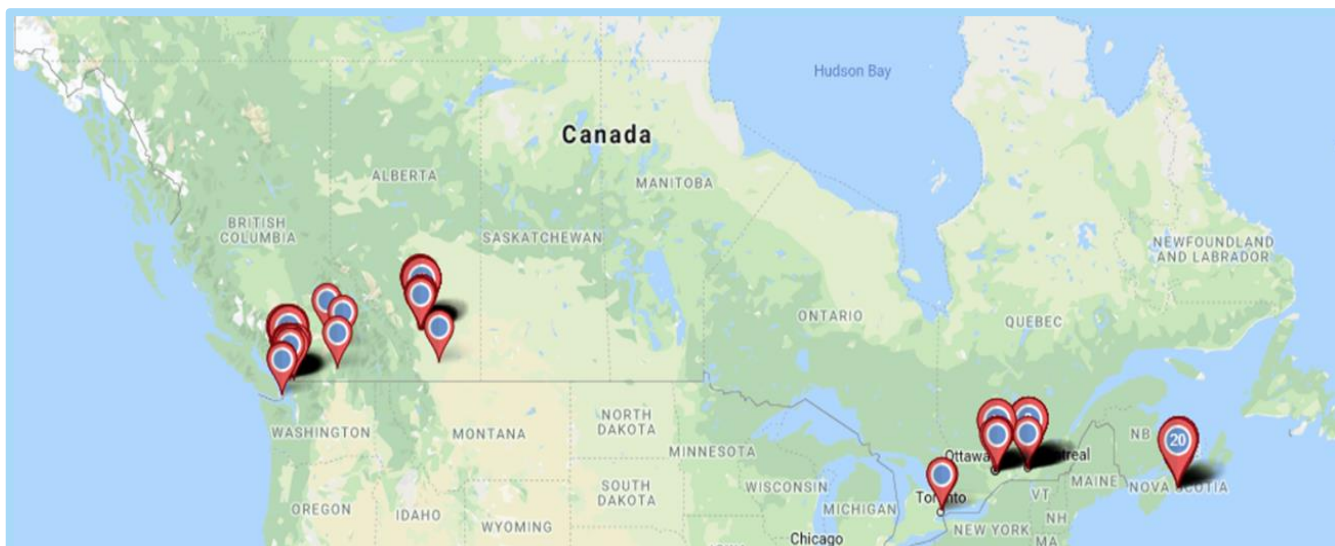 Hudson Bay
Canada
ALBERTA
MANITOBA
BRITISH
COLUMBIA
SASKATCHEWAN
NEWFOUNDLAND
AND LABRADOR
ONTARIO
QUEBEC
WASHINGTON
MONTANA
NORTH
DAKOTA
MINNESOTA
Ottawa
NB
20
MAINE
NOVA SCOTIA
SOUTH
DAKOTA
WISCONSIN
MICHIGAN
Toronto
VT
OREGON
IDAHO
WYOMING
NEW YORK
NH
Chicago
MA